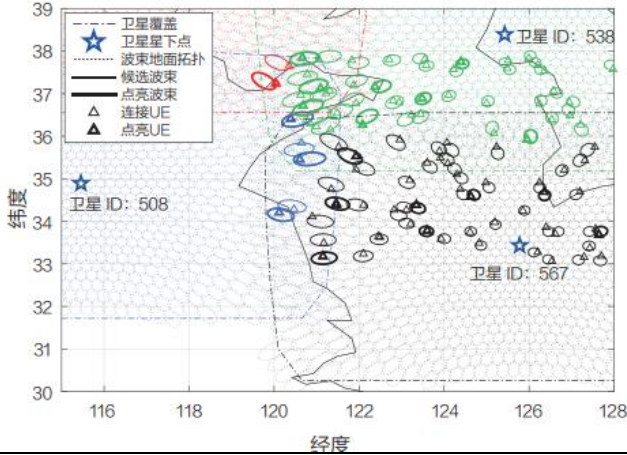 39
38
37
36
35
34
33
32
31
30
纬度
卫星覆盖
卫星星下点
波束地面拓扑
候选波束
点亮波束
连接UE
点亮UE
卫星 ID：538
卫星 ID：508
卫星 ID：567
116
118
120
122
124
126
128
经度